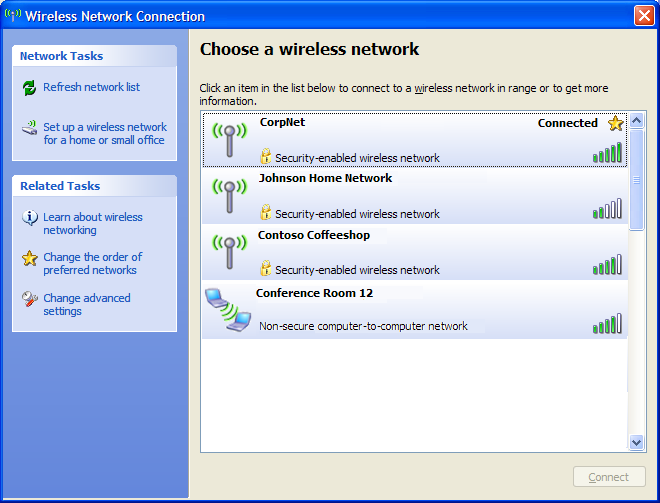 Wireless Network Connection
Network Tasks
Refresh network list
Set up a wireless network
for a home or small office
Related Tasks
Learn about wireless
networking
Change the order of
preferred networks
Change advanced
settings
Choose a wireless network
Click an item in the list below to connect to a wireless network in range or to get more
information.
CorpNet
Connected
Security-enabled wireless network
Johnson Home Network
Security-enabled wireless network
Contoso Coffeeshop
Security-enabled wireless network
Conference Room 12
Non-secure computer-to-computer network
Connect